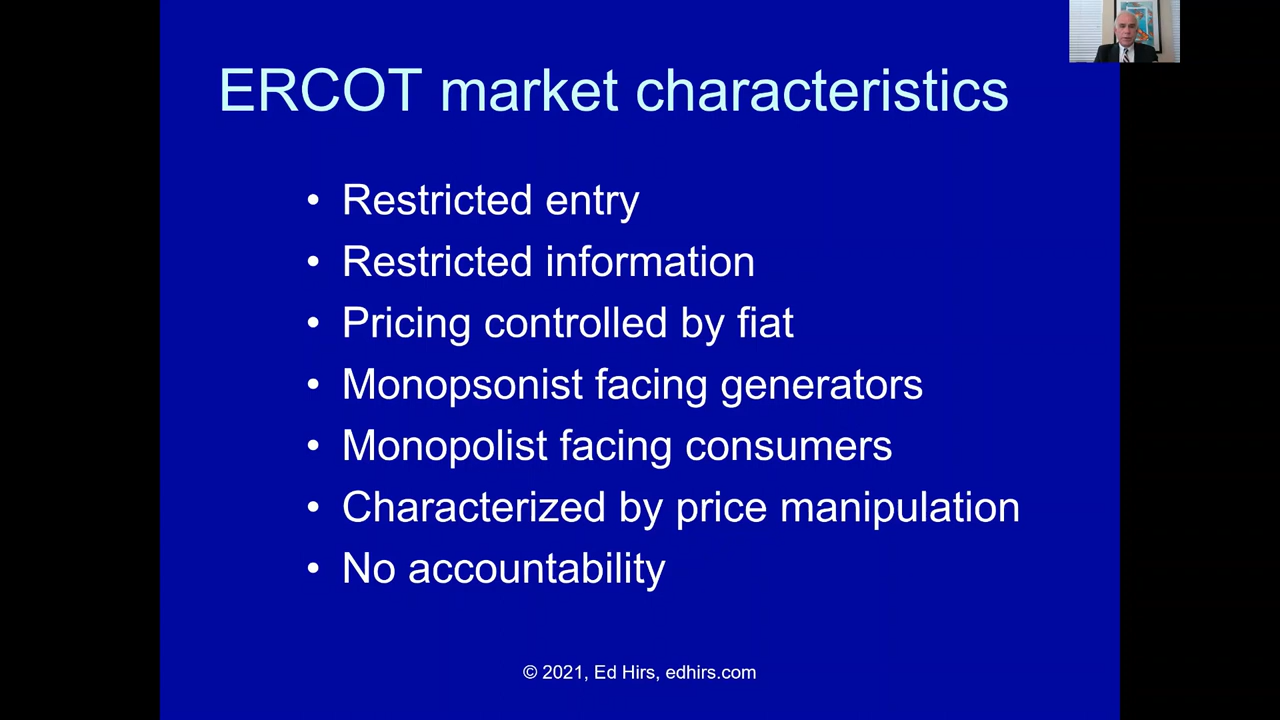 ERCOT market characteristics
• Restricted entry
• Restricted information
• Pricing controlled by fiat
• Monopsonist facing generators
• Monopolist facing consumers
• Characterized by price manipulation
• No accountability
© 2021, Ed Hirs, edhirs.com